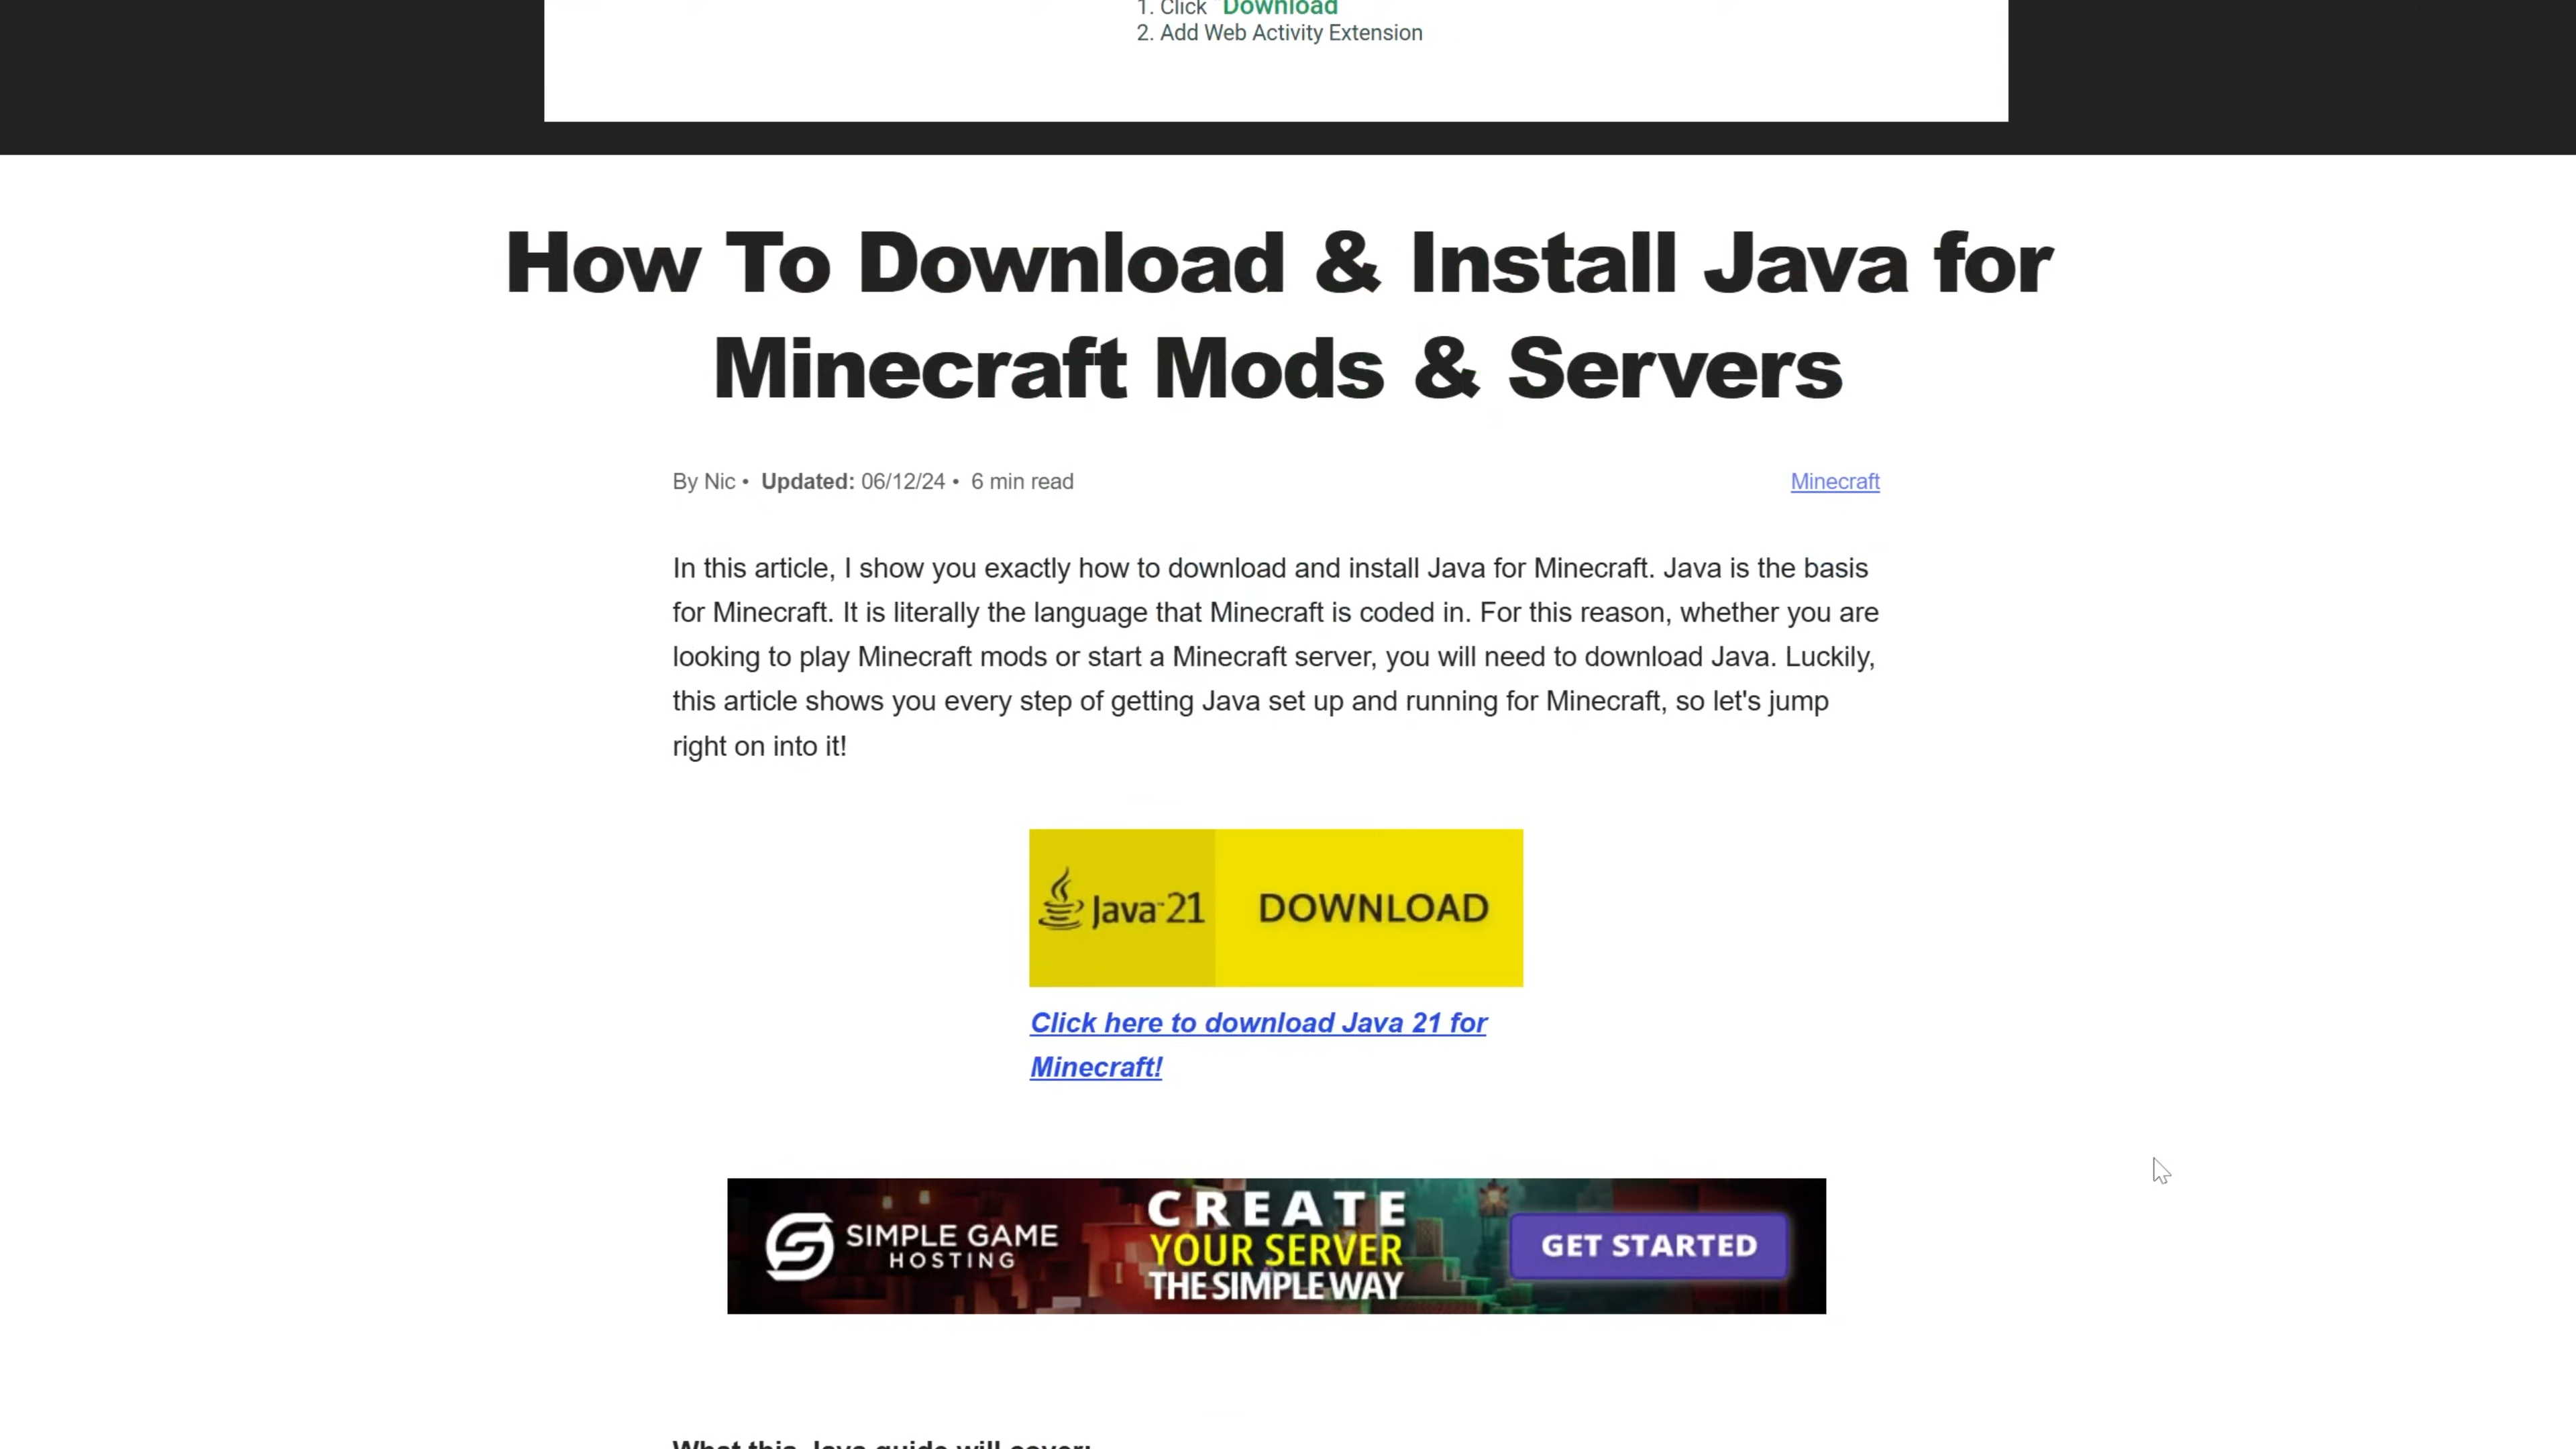 1. Click "Download"
2. Add Web Activity Extension
How To Download & Install Java for
Minecraft Mods & Servers
By Nic • Updated: 06/12/24 • 6 min read
Minecraft
In this article, I show you exactly how to download and install Java for Minecraft. Java is the basis
for Minecraft. It is literally the language that Minecraft is coded in. For this reason, whether you are
looking to play Minecraft mods or start a Minecraft server, you will need to download Java. Luckily,
this article shows you every step of getting Java set up and running for Minecraft, so let's jump
right on into it!
Java™21
DOWNLOAD
Click here to download Java 21 for
Minecraft!
SIMPLE GAME
HOSTING
CREATE
YOUR SERVER
THE SIMPLE WAY
GET STARTED
What this Java guide will cover: